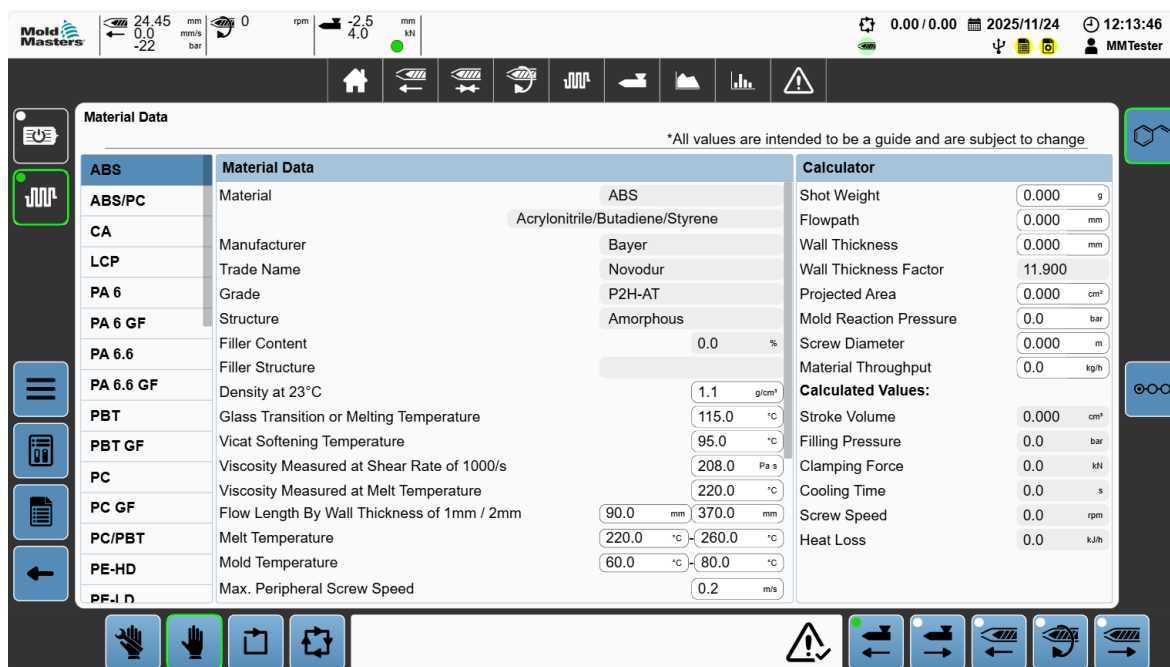 Mold Masters 24.45 mm 0 rpm -2.5 mm 0.00 / 0.00 2025/11/24 12:13:46
0.0 mm/s 4.0 kN
-22 bar MMTester
Material Data
*All values are intended to be a guide and are subject to change
ABS
ABS/PC
CA
LCP
PA 6
PA 6 GF
PA 6.6
PA 6.6 GF
PBT
PBT GF
PC
PC GF
PC/PBT
PE-HD
PE-LD
Material Data
Material ABS
Acrylonitrile/Butadiene/Styrene
Manufacturer Bayer
Trade Name Novodur
Grade P2H-AT
Structure Amorphous
Filler Content 0.0 %
Filler Structure
Density at 23°C 1.1 g/cm³
Glass Transition or Melting Temperature 115.0 °C
Vicat Softening Temperature 95.0 °C
Viscosity Measured at Shear Rate of 1000/s 208.0 Pa·s
Viscosity Measured at Melt Temperature 220.0 °C
Flow Length By Wall Thickness of 1mm / 2mm 90.0 mm 370.0 mm
Melt Temperature 220.0 °C - 260.0 °C
Mold Temperature 60.0 °C - 80.0 °C
Max. Peripheral Screw Speed 0.2 m/s
Calculator
Shot Weight 0.000 g
Flowpath 0.000 mm
Wall Thickness 0.000 mm
Wall Thickness Factor 11.900
Projected Area 0.000 cm²
Mold Reaction Pressure 0.0 bar
Screw Diameter 0.000 m
Material Throughput 0.0 kg/h
Calculated Values:
Stroke Volume 0.000 cm³
Filling Pressure 0.0 bar
Clamping Force 0.0 kN
Cooling Time 0.0 s
Screw Speed 0.0 rpm
Heat Loss 0.0 kJ/h